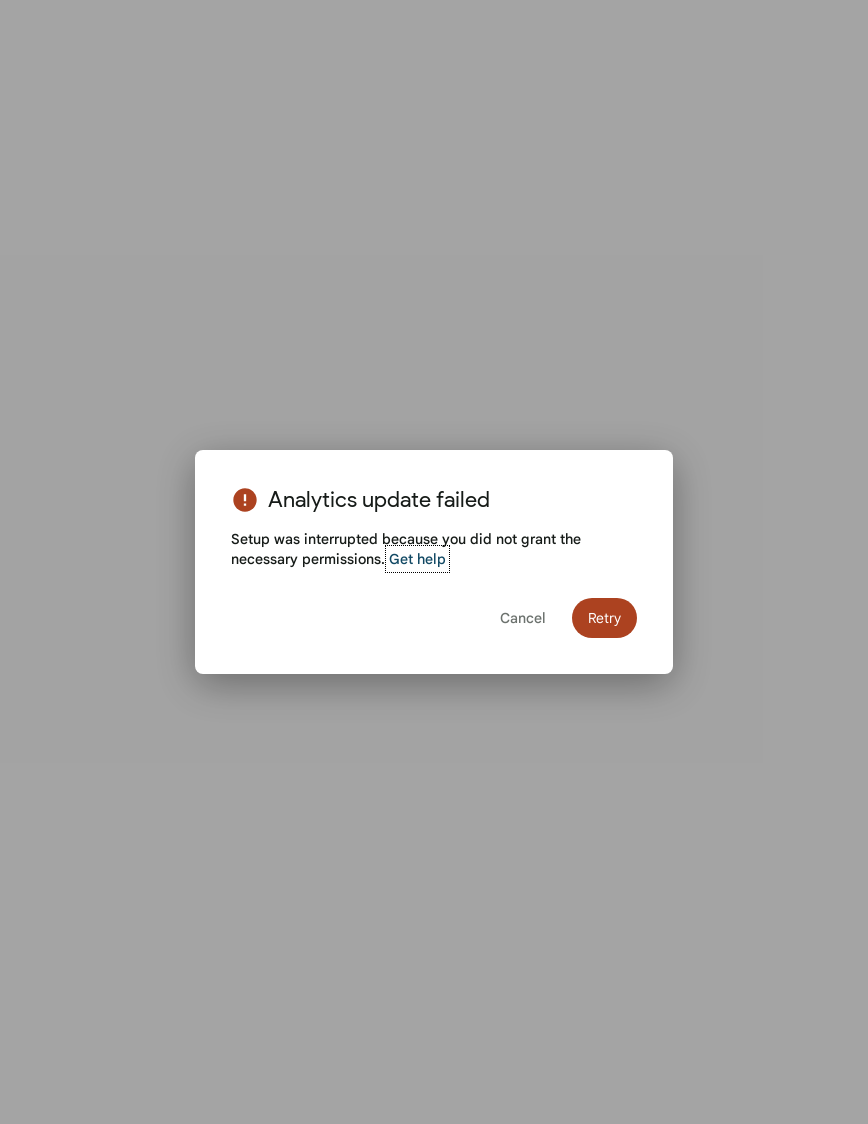 Analytics update failed
Setup was interrupted because you did not grant the
necessary permissions. Get help
Cancel
Retry